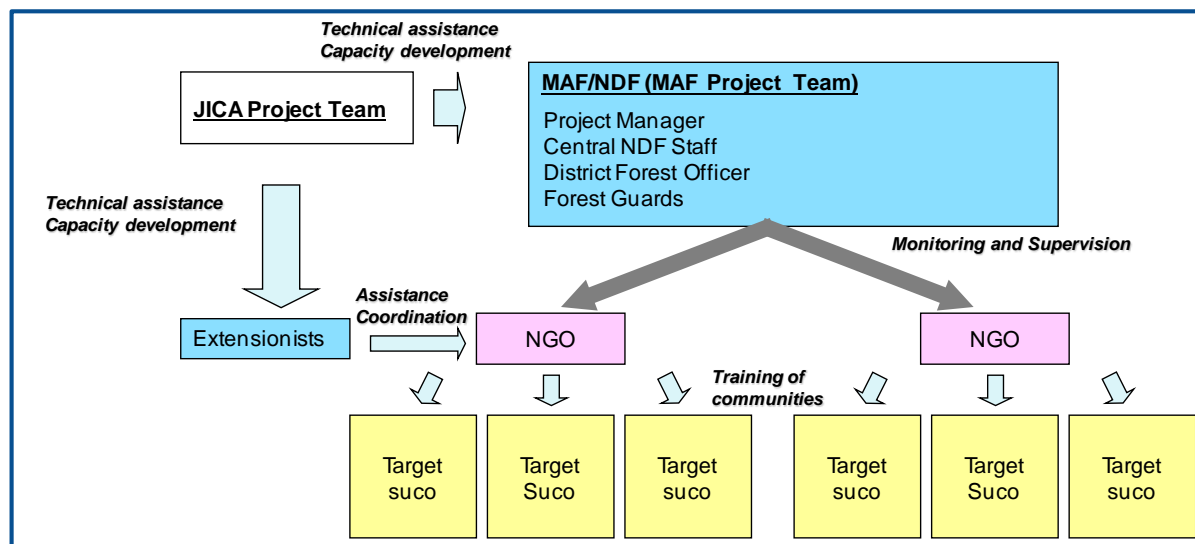 Technical assistance
Capacity development
JICA Project Team
MAF/NDF (MAF Project Team)
Project Manager
Central NDF Staff
District Forest Officer
Forest Guards
Technical assistance
Capacity development
Monitoring and Supervision
Assistance
Coordination
Extensionists
NGO
NGO
Training of
communities
Target
suco
Target
Suco
Target
suco
Target
suco
Target
Suco
Target
suco